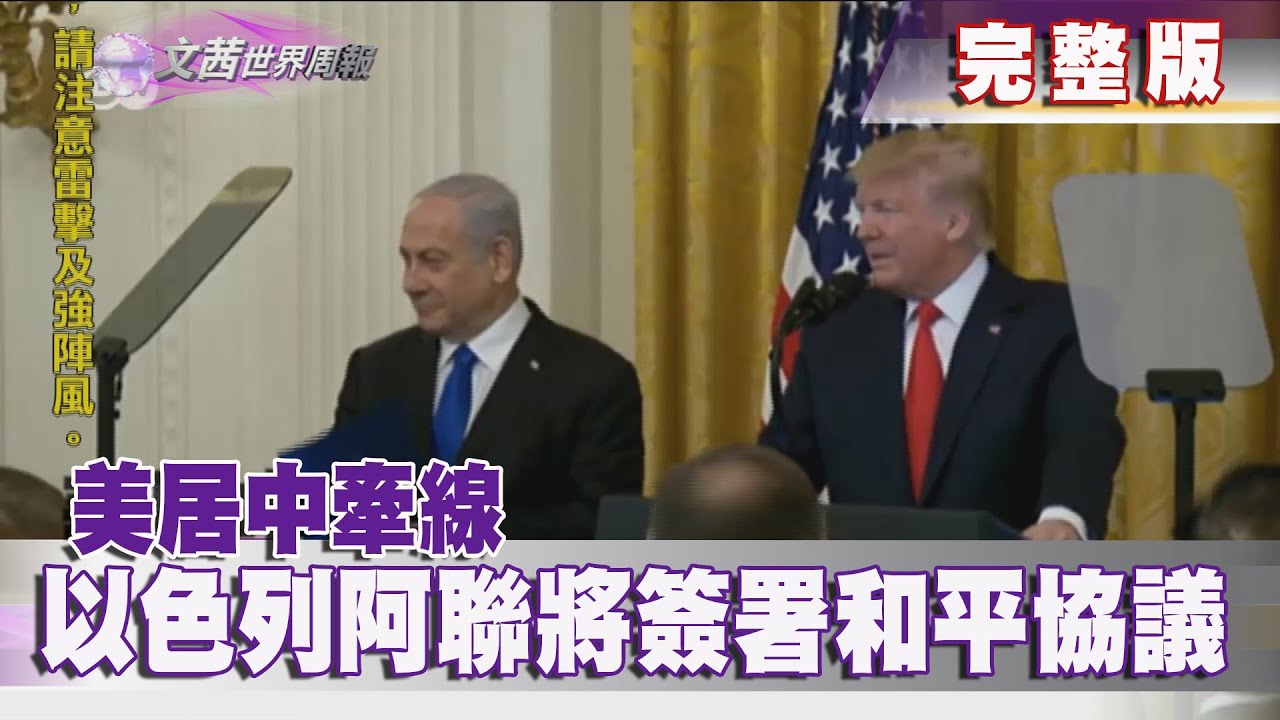 文茜世界周報
完整版
，請注意雷擊及強陣風。
美居中牽線
以色列阿聯將簽署和平協議